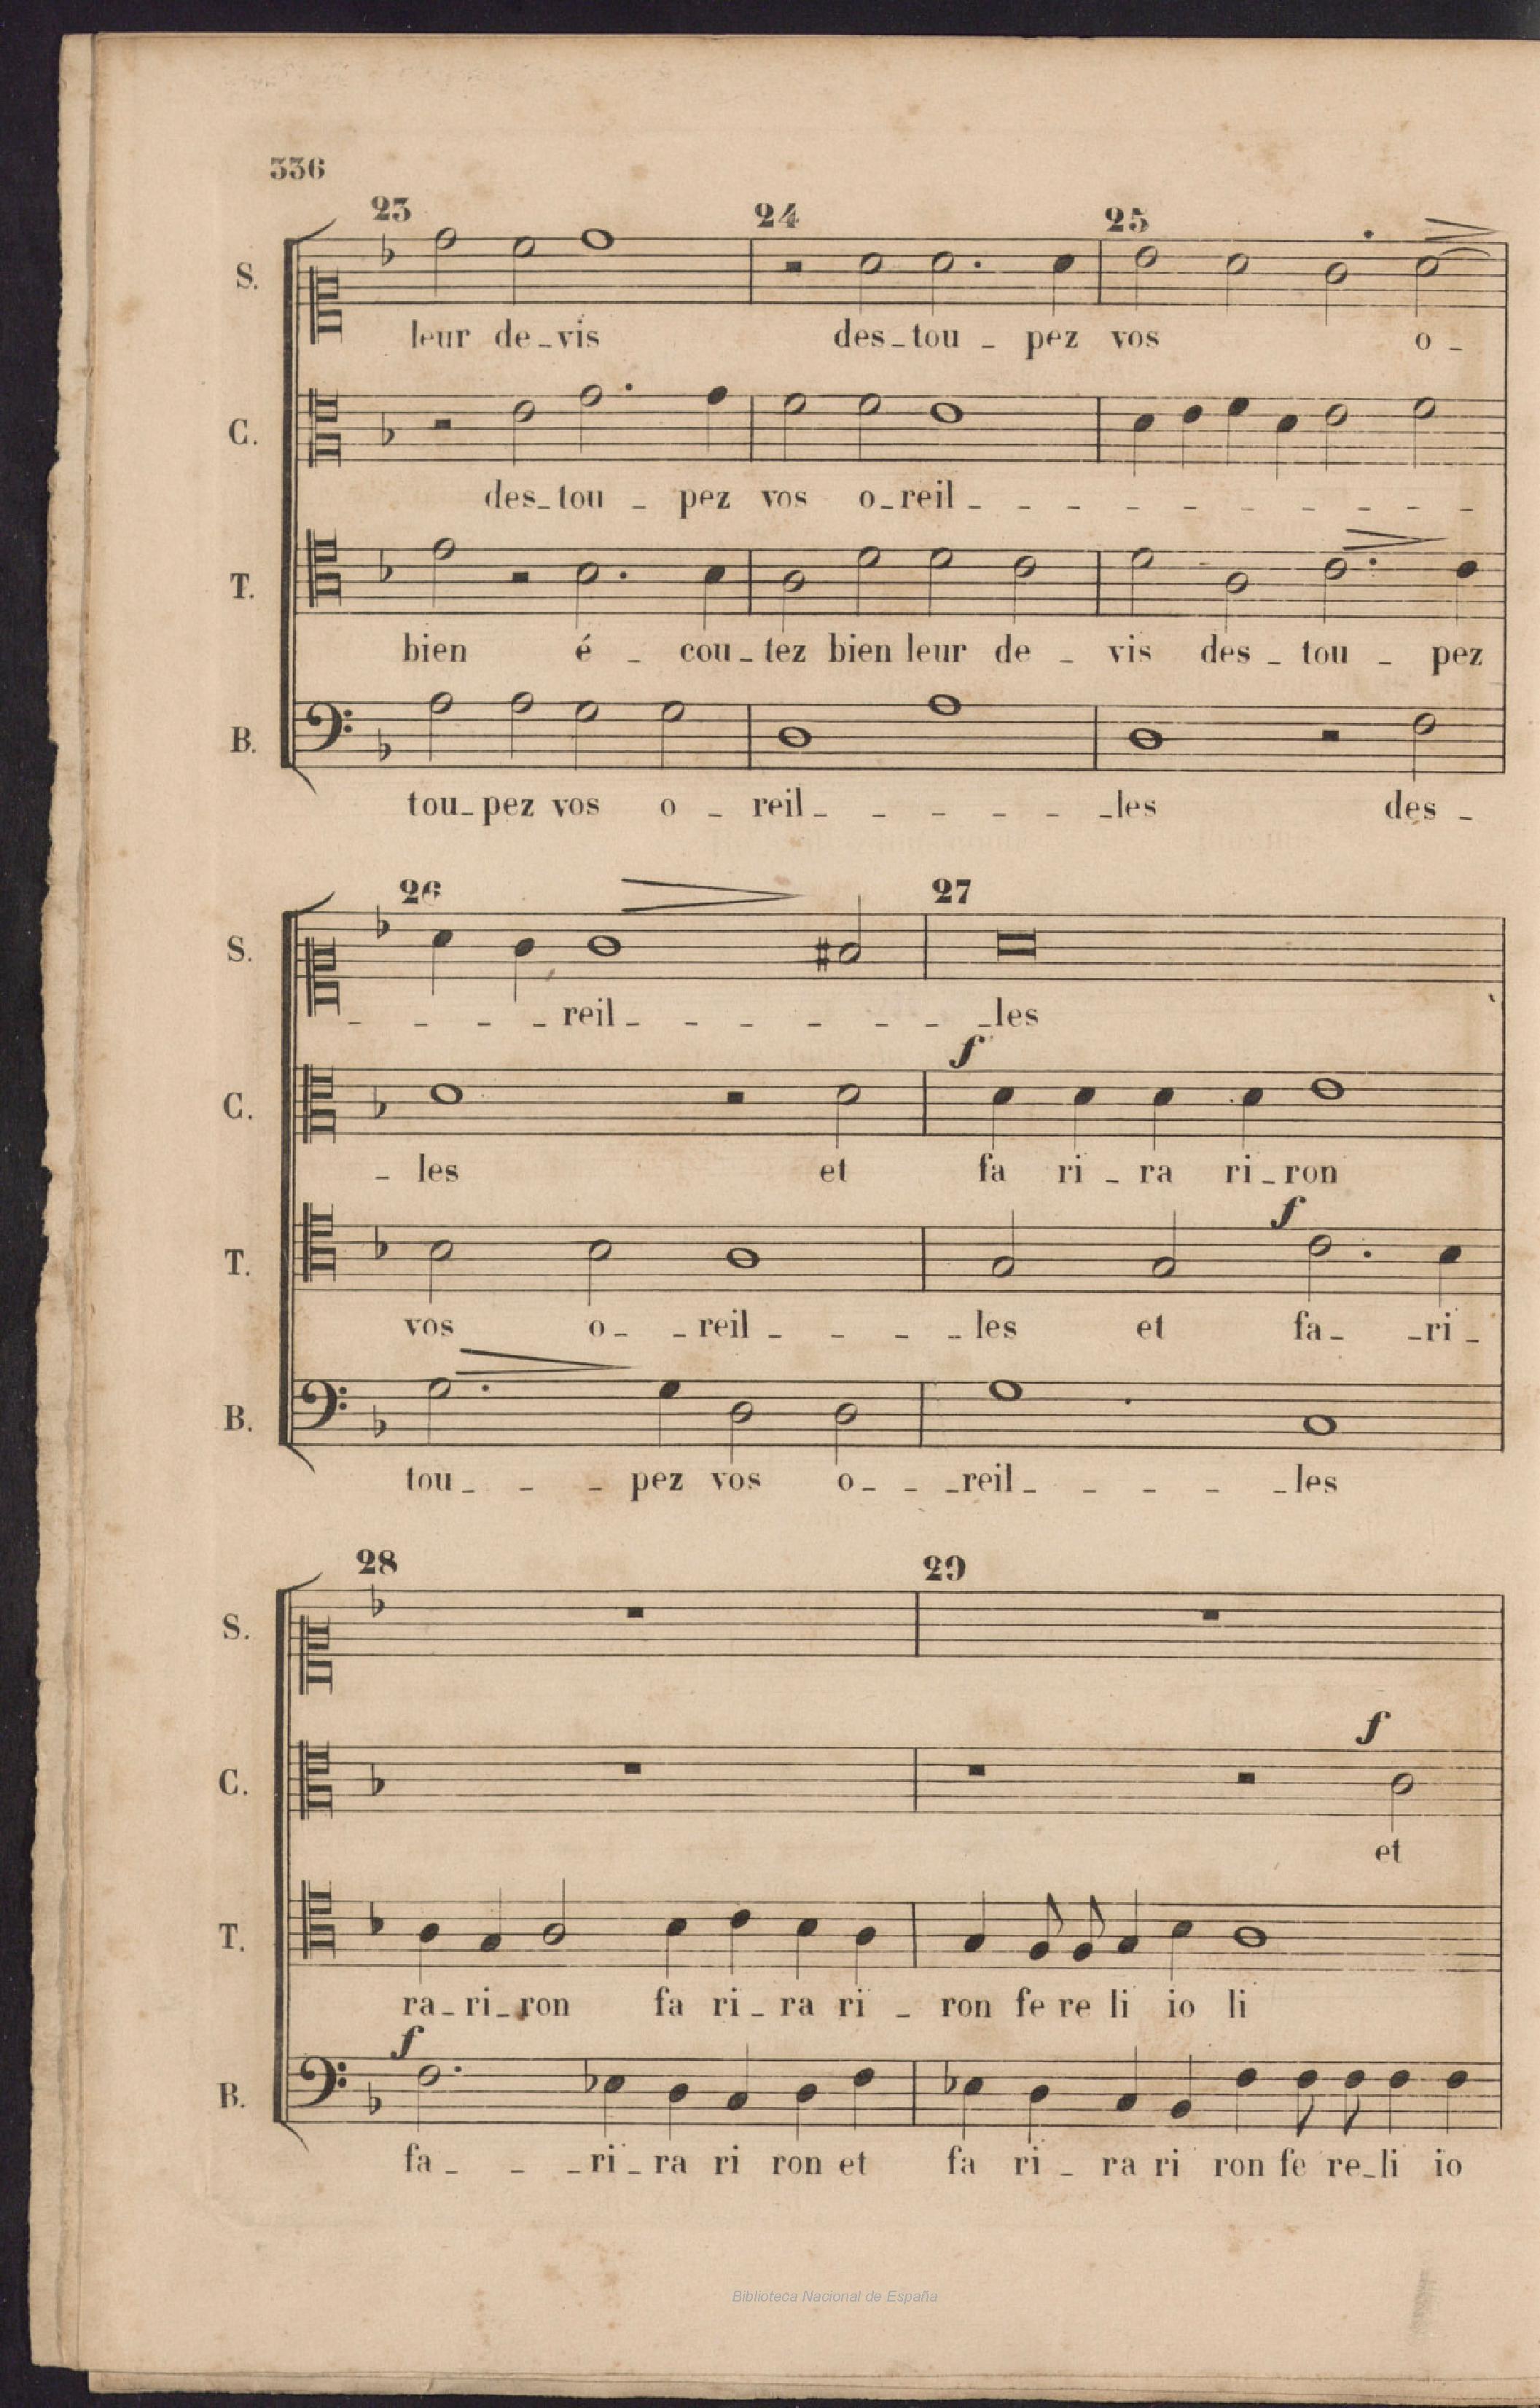 336
23 24 25
S.
leur de_vis des_tou _ pez vos o _
C.
des_tou _ pez vos o_reil _ _ _ _ _ _ _ _ _ _
T.
bien é _ cou_tez bien leur de _ vis des _ tou _ pez
B.
tou_pez vos o _ reil _ _ _ _ _ _les des _
26 27
S.
_ _ _ _ reil _ _ _ _ _ _ _les
f
C.
_ les et fa ri _ ra ri_ron
f
T.
vos o_ _reil _ _ _ _les et fa_ _ri_
B.
tou_ _ _ pez vos o_ _ _reil_ _ _ _ _les
28 29
S.
f
C.
et
T.
ra_ri_ron fa ri_ra ri _ ron fe re li io li
f
B.
fa_ _ _ri_ra ri ron et fa ri _ ra ri ron fe re_li io
Biblioteca Nacional de España